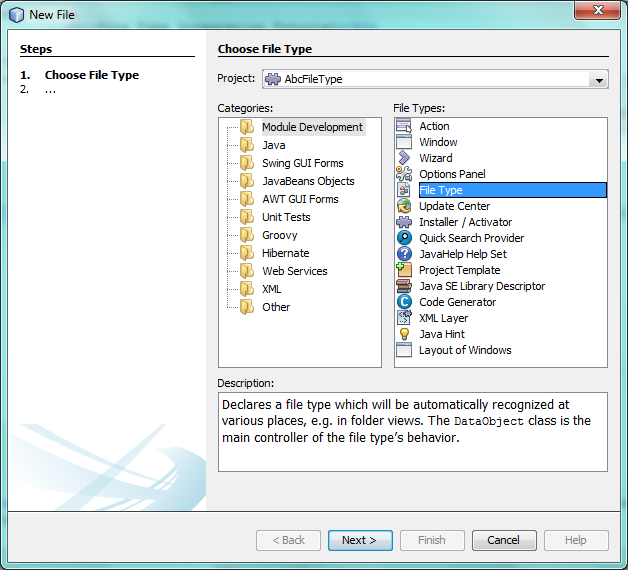 New File
Steps
1. Choose File Type
2. ...
Choose File Type
Project: AbcFileType
Categories:
Module Development
Java
Swing GUI Forms
JavaBeans Objects
AWT GUI Forms
Unit Tests
Groovy
Hibernate
Web Services
XML
Other
File Types:
Action
Window
Wizard
Options Panel
File Type
Update Center
Installer / Activator
Quick Search Provider
JavaHelp Help Set
Project Template
Java SE Library Descriptor
Code Generator
XML Layer
Java Hint
Layout of Windows
Description:
Declares a file type which will be automatically recognized at
various places, e.g. in folder views. The DataObject class is the
main controller of the file type's behavior.
< Back
Next >
Finish
Cancel
Help